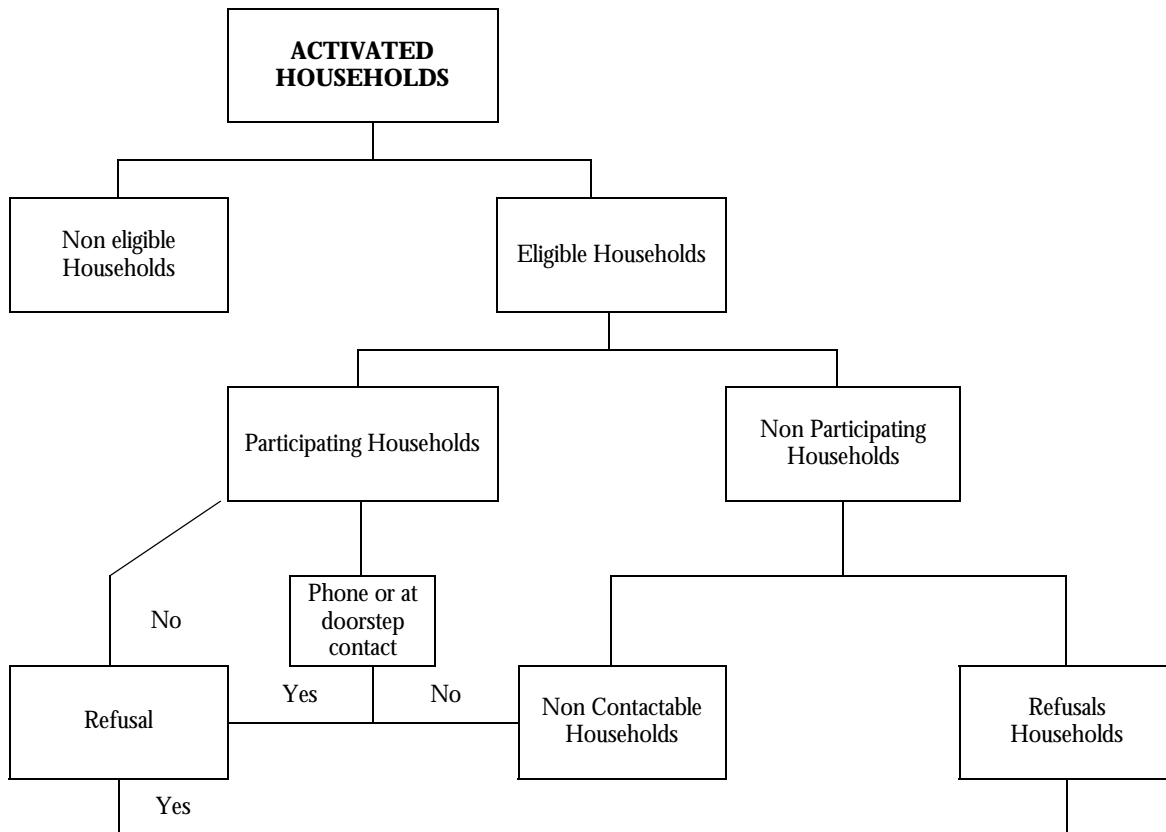 ACTIVATED
HOUSEHOLDS
Non eligible
Households
Eligible Households
Participating Households
Non Participating
Households
No
Phone or at
doorstep
contact
Refusal
Yes
No
Non Contactable
Households
Refusals
Households
Yes